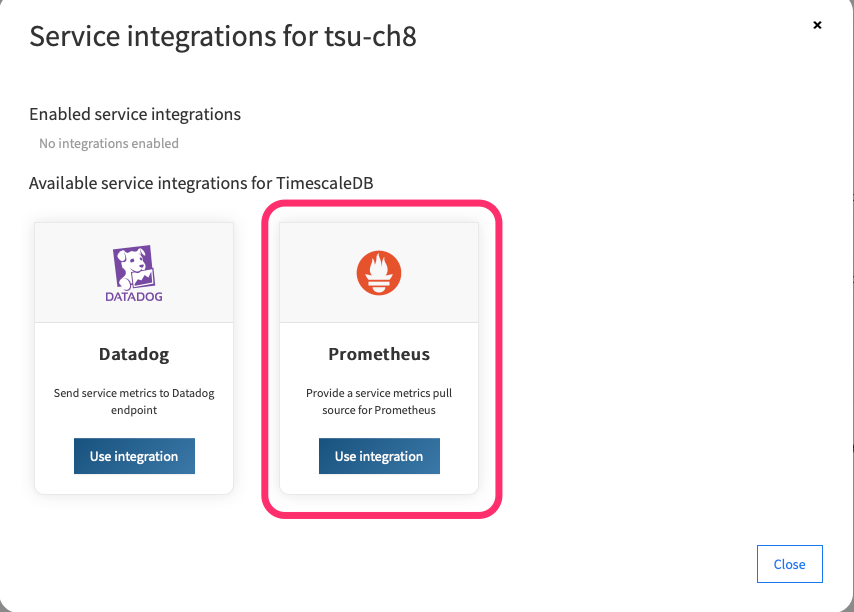 Service integrations for tsu-ch8
×
Enabled service integrations
No integrations enabled
Available service integrations for TimescaleDB
DATADOG
Datadog
Send service metrics to Datadog
endpoint
Use integration
Prometheus
Provide a service metrics pull
source for Prometheus
Use integration
Close